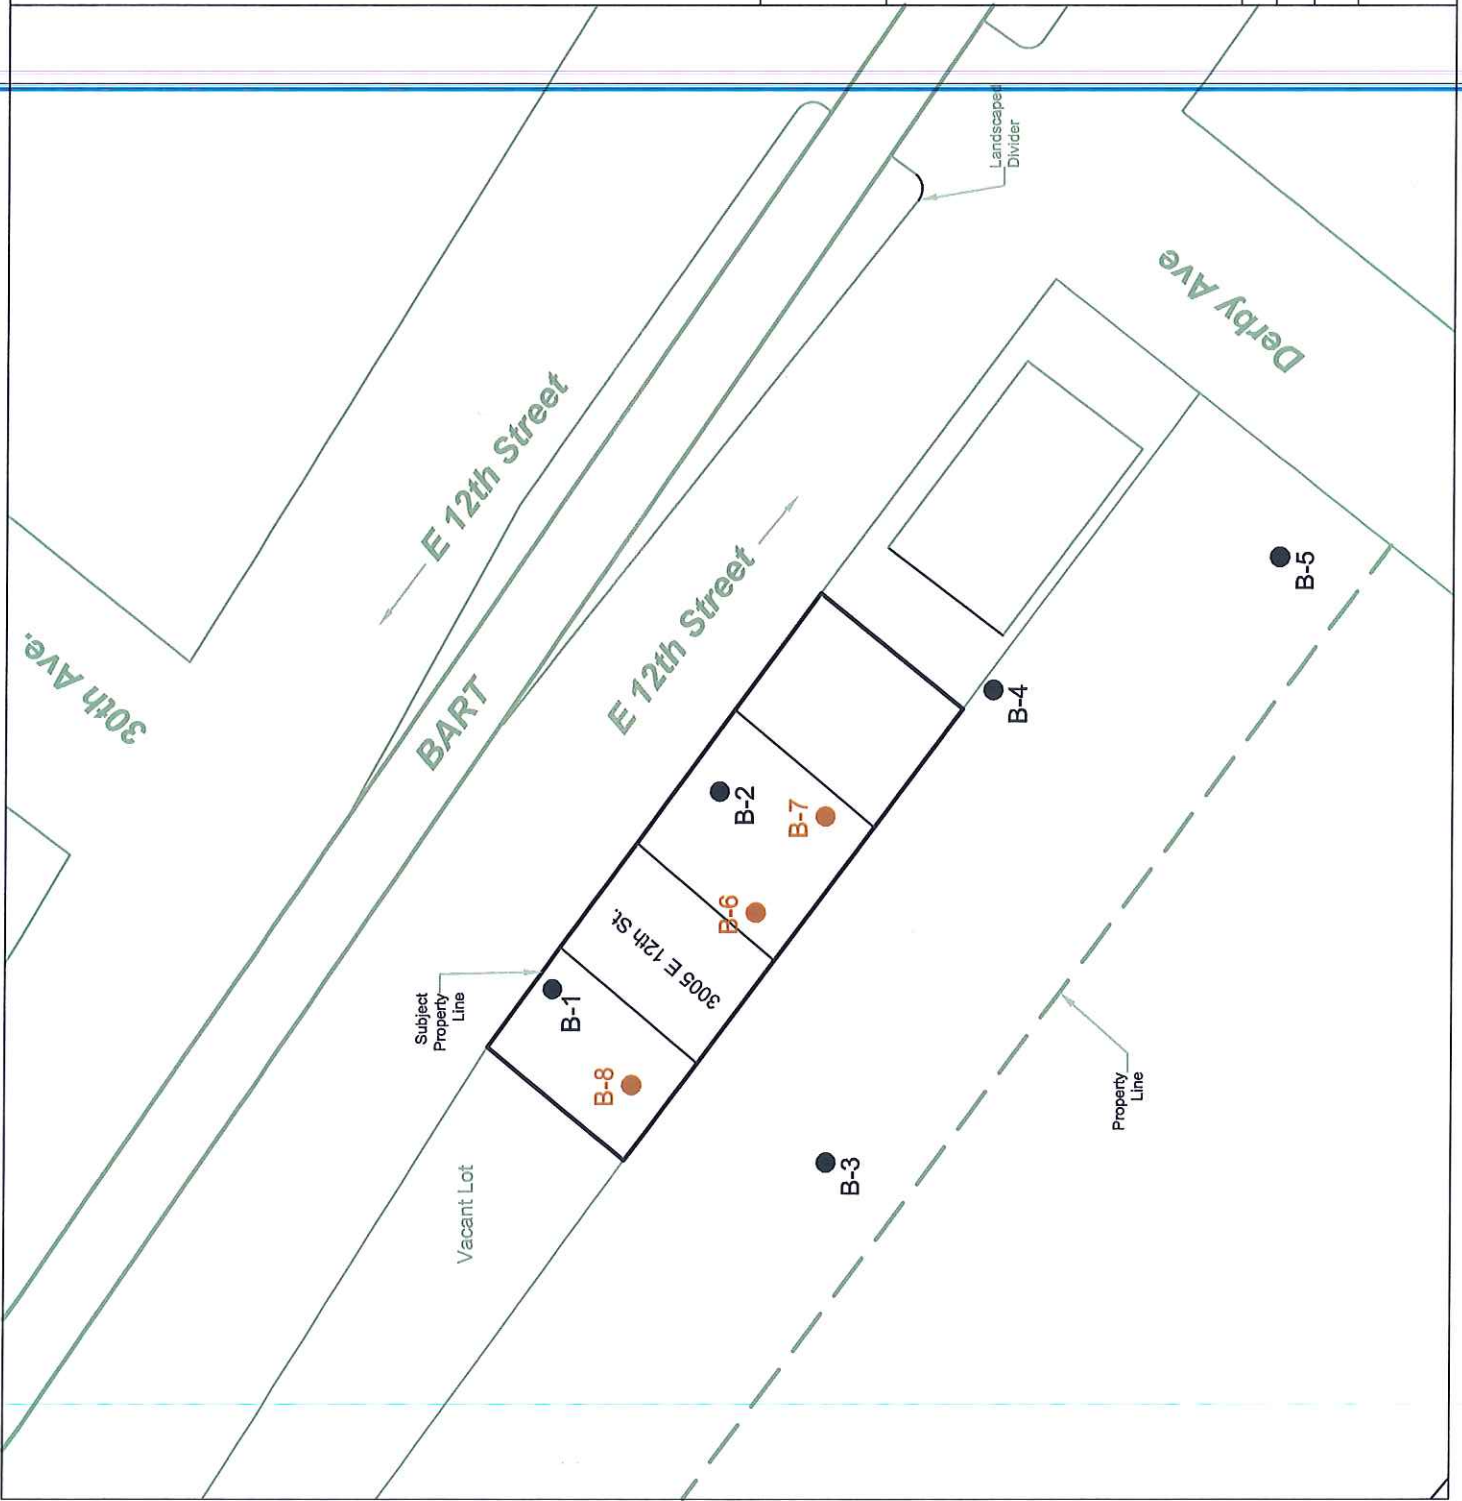 30th Ave.
E 12th Street
BART
E 12th Street
Landscaped
Divider
Derby Ave
Subject
Property
Line
Vacant Lot
3005 E 12th St.
B-1
B-2
B-3
B-4
B-5
B-6
B-7
B-8
Property
Line